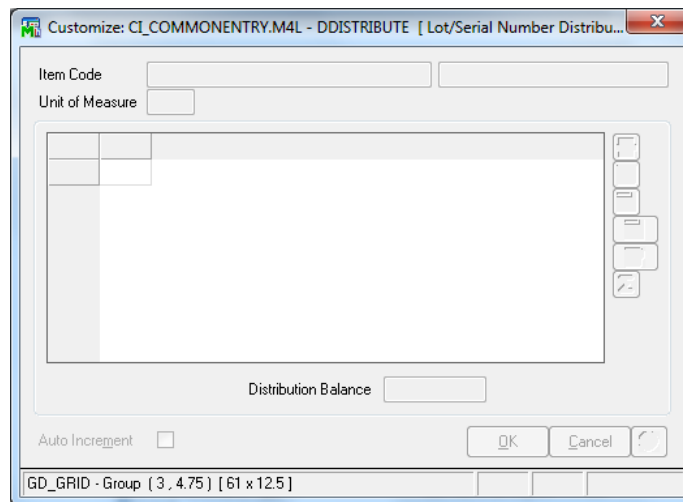 Customize: CI_COMMONENTRY.M4L - DDISTRIBUTE [ Lot/Serial Number Distribu...
Item Code
Unit of Measure
Distribution Balance
Auto Increment
OK
Cancel
GD_GRID - Group ( 3 , 4.75 ) [ 61 x 12.5 ]